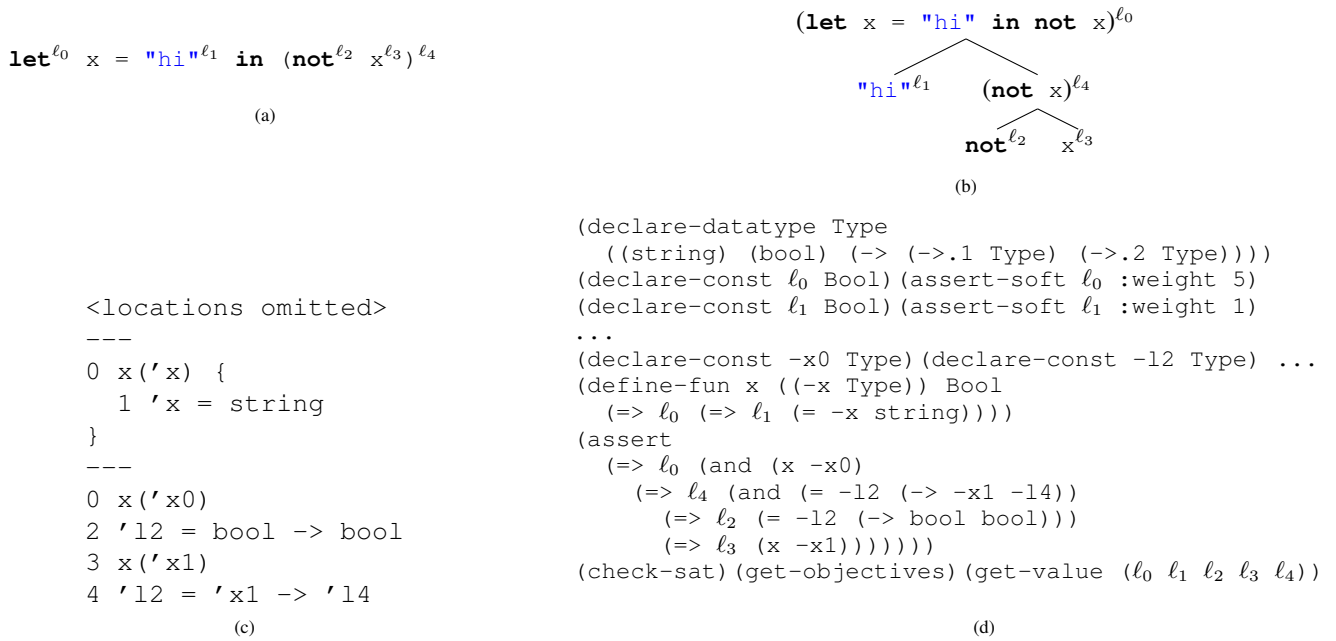 let^ℓ0 x = "hi"^ℓ1 in (not^ℓ2 x^ℓ3)^ℓ4
(a)
(let x = "hi" in not x)^ℓ0
"hi"^ℓ1 (not x)^ℓ4
not^ℓ2 x^ℓ3
(b)
<locations omitted>
---
0 x('x) {
  1 'x = string
}
---
0 x('x0)
2 'l2 = bool -> bool
3 x('x1)
4 'l2 = 'x1 -> 'l4
(c)
(declare-datatype Type
  ((string) (bool) (-> (->.1 Type) (->.2 Type))))
(declare-const ℓ0 Bool)(assert-soft ℓ0 :weight 5)
(declare-const ℓ1 Bool)(assert-soft ℓ1 :weight 1)
...
(declare-const -x0 Type)(declare-const -l2 Type) ...
(define-fun x ((-x Type)) Bool
  (=> ℓ0 (=> ℓ1 (= -x string))))
(assert
  (=> ℓ0 (and (x -x0)
    (=> ℓ4 (and (= -l2 (-> -x1 -l4))
      (=> ℓ2 (= -l2 (-> bool bool)))
      (=> ℓ3 (x -x1)))))))
(check-sat)(get-objectives)(get-value (ℓ0 ℓ1 ℓ2 ℓ3 ℓ4))
(d)